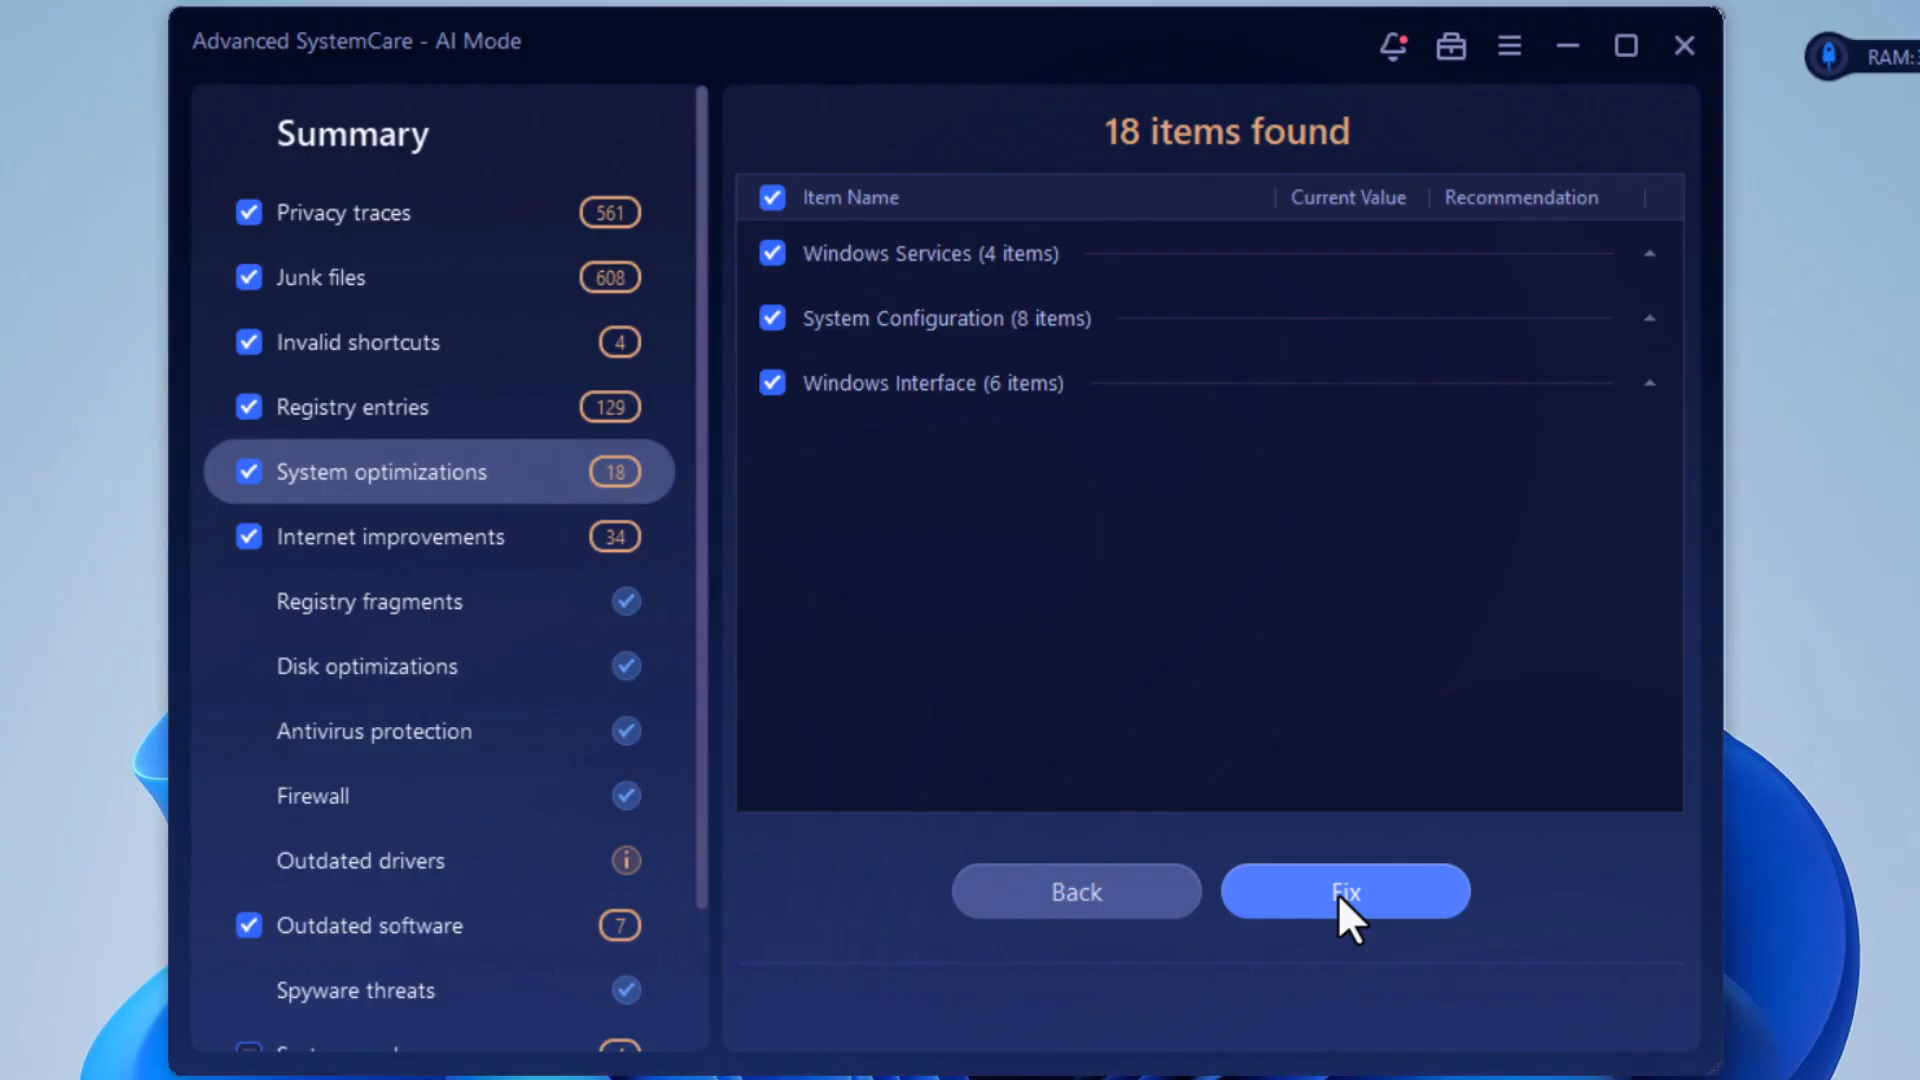 Advanced SystemCare - AI Mode
RAM:
Summary
Privacy traces 561
Junk files 608
Invalid shortcuts 4
Registry entries 129
System optimizations 18
Internet improvements 34
Registry fragments
Disk optimizations
Antivirus protection
Firewall
Outdated drivers
Outdated software 7
Spyware threats
18 items found
Item Name Current Value Recommendation
Windows Services (4 items)
System Configuration (8 items)
Windows Interface (6 items)
Back Fix